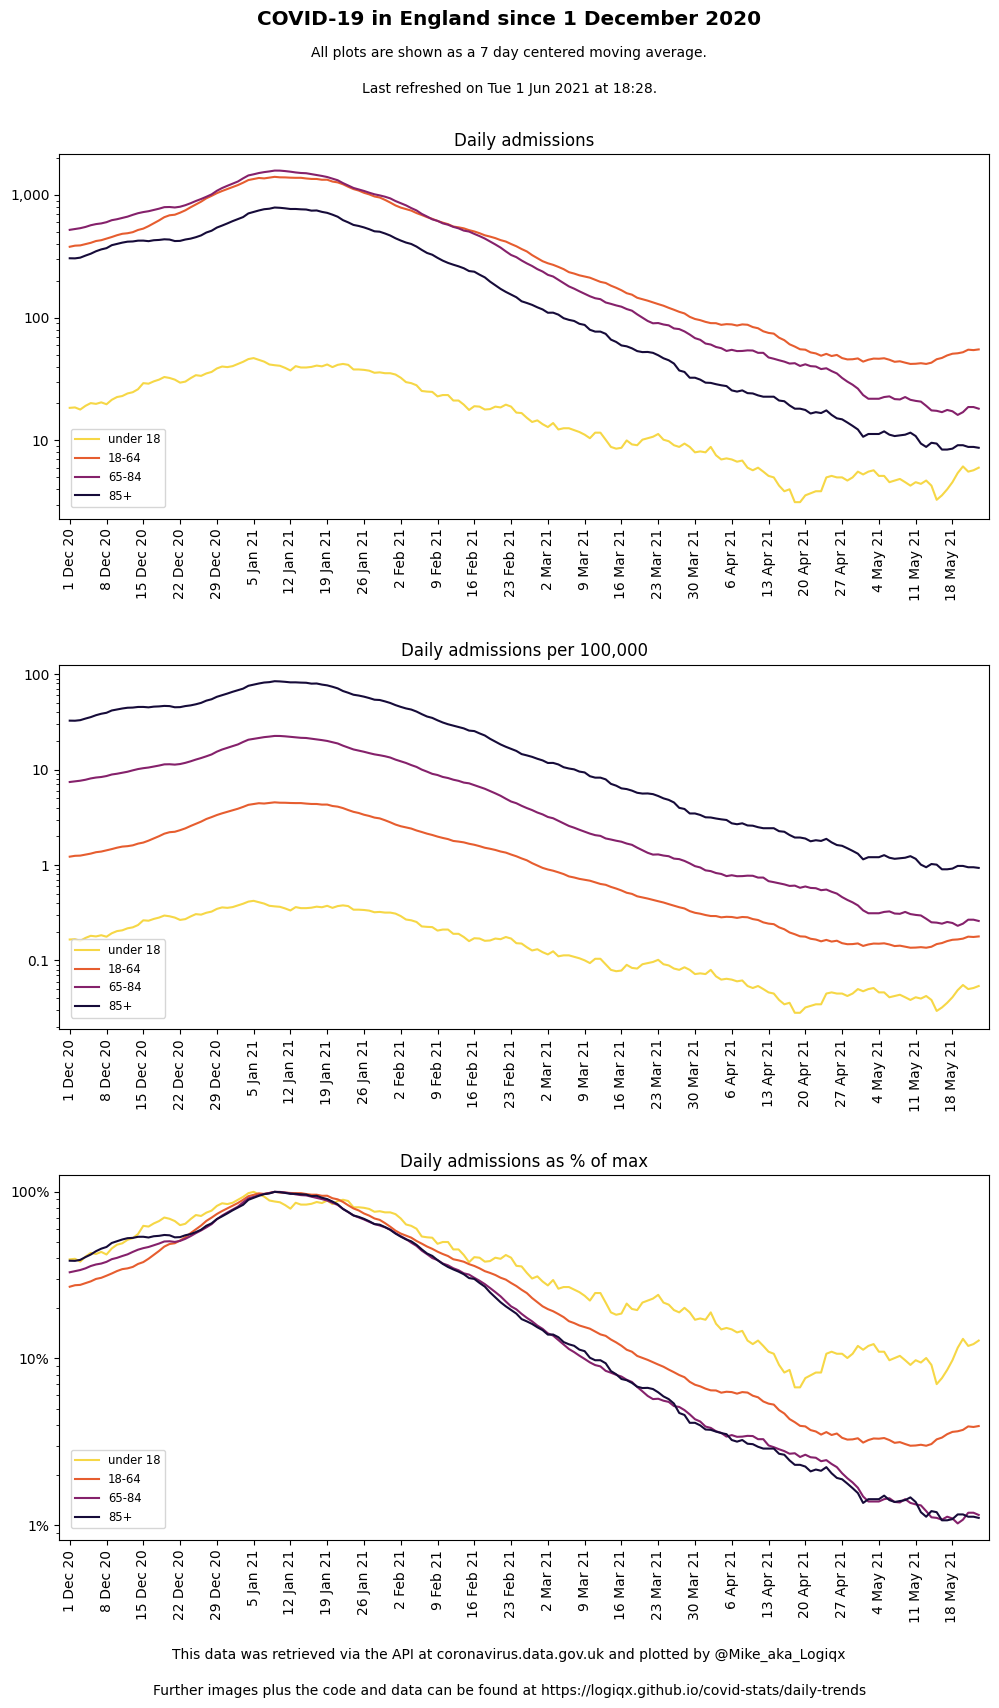 COVID-19 in England since 1 December 2020
All plots are shown as a 7 day centered moving average.
Last refreshed on Tue 1 Jun 2021 at 18:28.
Daily admissions
1,000
100
10
under 18
18-64
65-84
85+
1 Dec 20
8 Dec 20
15 Dec 20
22 Dec 20
29 Dec 20
5 Jan 21
12 Jan 21
19 Jan 21
26 Jan 21
2 Feb 21
9 Feb 21
16 Feb 21
23 Feb 21
2 Mar 21
9 Mar 21
16 Mar 21
23 Mar 21
30 Mar 21
6 Apr 21
13 Apr 21
20 Apr 21
27 Apr 21
4 May 21
11 May 21
18 May 21
Daily admissions per 100,000
100
10
1
0.1
under 18
18-64
65-84
85+
1 Dec 20
8 Dec 20
15 Dec 20
22 Dec 20
29 Dec 20
5 Jan 21
12 Jan 21
19 Jan 21
26 Jan 21
2 Feb 21
9 Feb 21
16 Feb 21
23 Feb 21
2 Mar 21
9 Mar 21
16 Mar 21
23 Mar 21
30 Mar 21
6 Apr 21
13 Apr 21
20 Apr 21
27 Apr 21
4 May 21
11 May 21
18 May 21
Daily admissions as % of max
100%
10%
1%
under 18
18-64
65-84
85+
1 Dec 20
8 Dec 20
15 Dec 20
22 Dec 20
29 Dec 20
5 Jan 21
12 Jan 21
19 Jan 21
26 Jan 21
2 Feb 21
9 Feb 21
16 Feb 21
23 Feb 21
2 Mar 21
9 Mar 21
16 Mar 21
23 Mar 21
30 Mar 21
6 Apr 21
13 Apr 21
20 Apr 21
27 Apr 21
4 May 21
11 May 21
18 May 21
This data was retrieved via the API at coronavirus.data.gov.uk and plotted by @Mike_aka_Logiqx
Further images plus the code and data can be found at https://logiqx.github.io/covid-stats/daily-trends